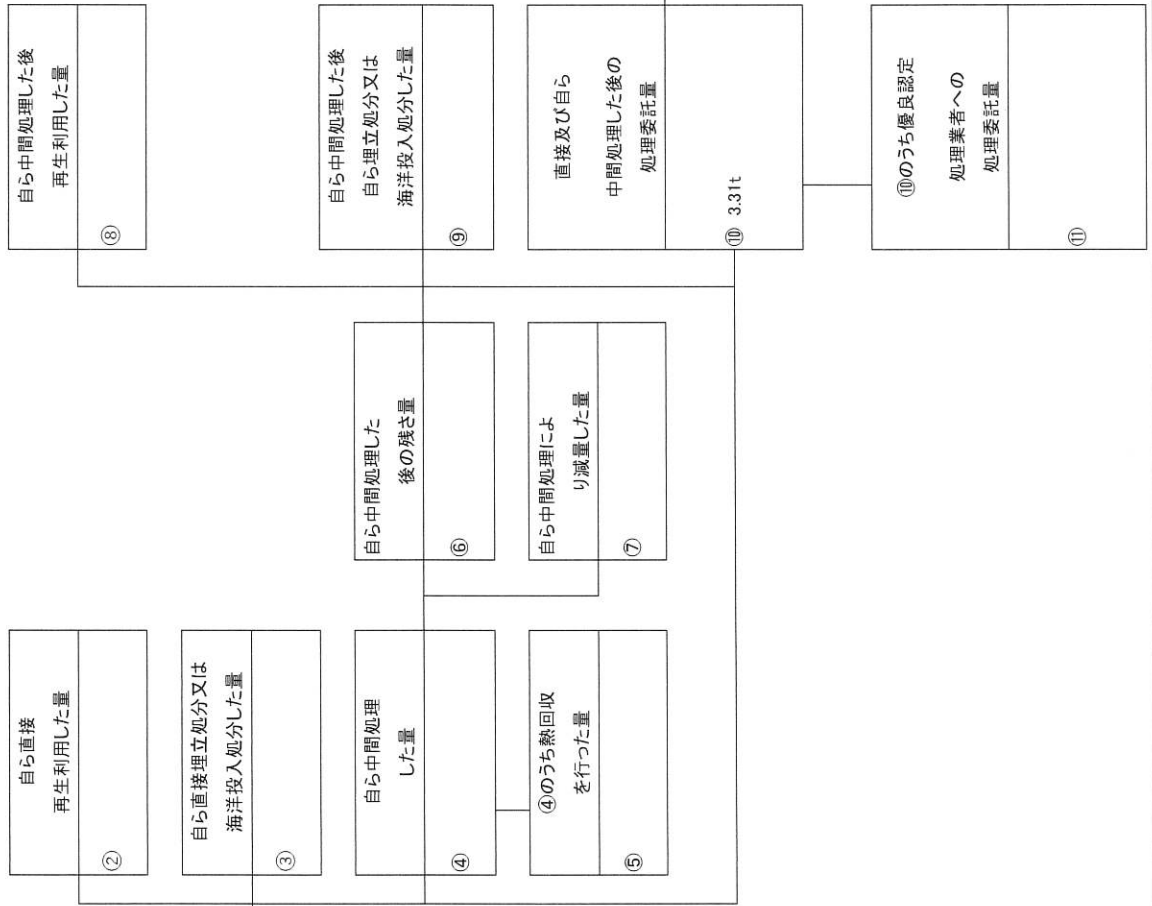 自ら直接
再生利用した量
②
自ら直接埋立処分又は
海洋投入処分した量
③
自ら中間処理
した量
④
④のうち熱回収
を行った量
⑤
自ら中間処理した
後の残さ量
⑥
自ら中間処理によ
り減量した量
⑦
自ら中間処理した後
再生利用した量
⑧
自ら中間処理した後
自ら埋立処分又は
海洋投入処分した量
⑨
直接及び自ら
中間処理した後の
処理委託量
⑩ 3.31t
⑩のうち優良認定
処理業者への
処理委託量
⑪